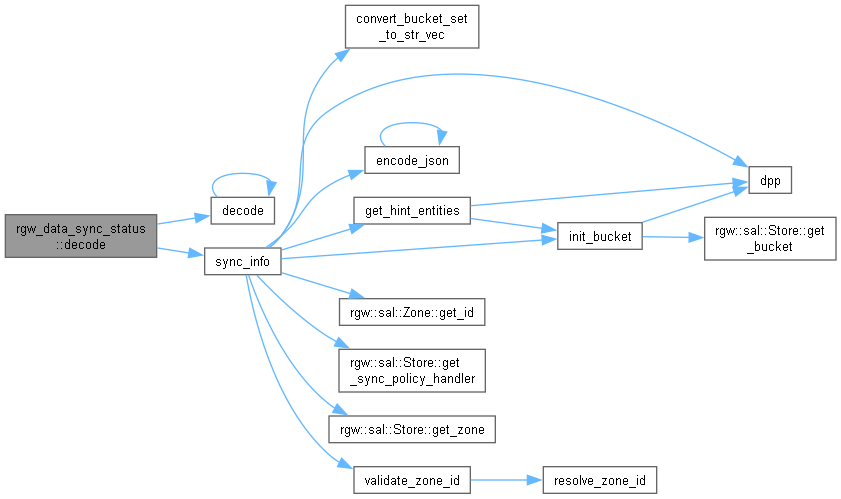 convert_bucket_set
_to_str_vec
encode_json
dpp
decode
get_hint_entities
rgw_data_sync_status
::decode
init_bucket
rgw::sal::Store::get
_bucket
sync_info
rgw::sal::Zone::get_id
rgw::sal::Store::get
_sync_policy_handler
rgw::sal::Store::get_zone
validate_zone_id
resolve_zone_id